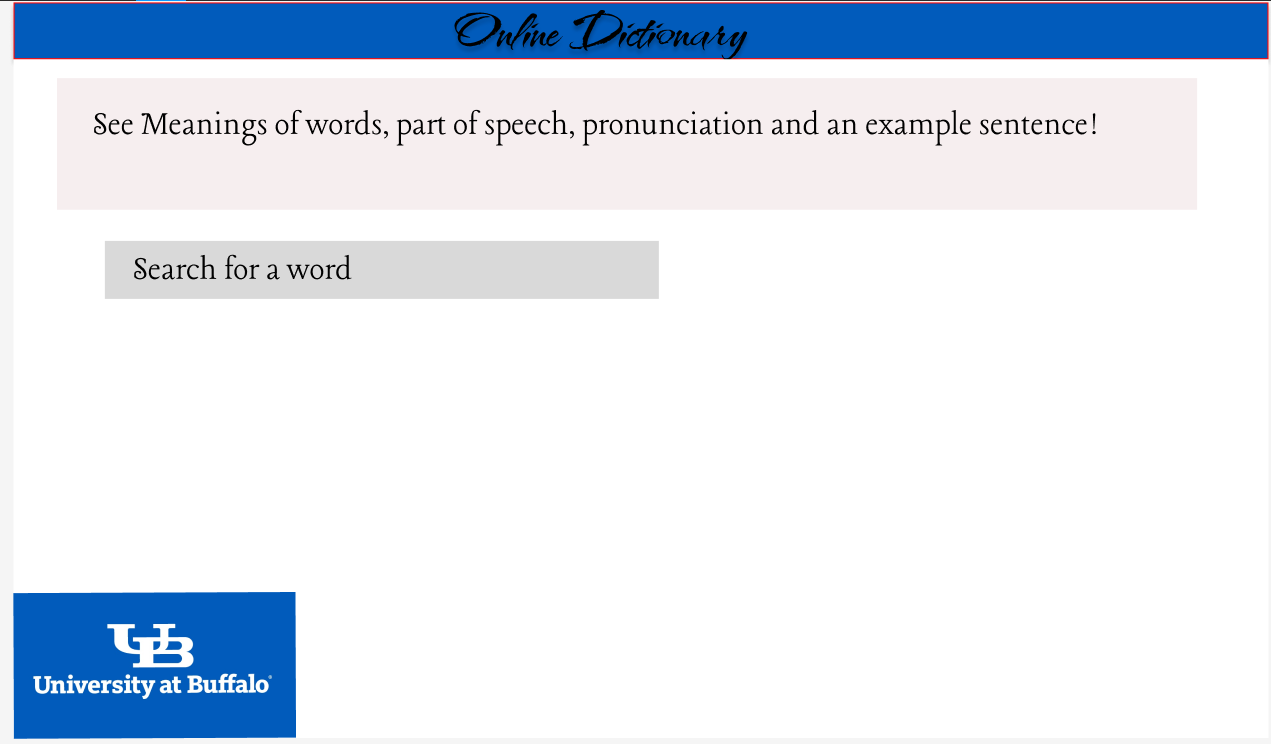 Online Dictionary
See Meanings of words, part of speech, pronunciation and an example sentence!
Search for a word
UB
University at Buffalo®